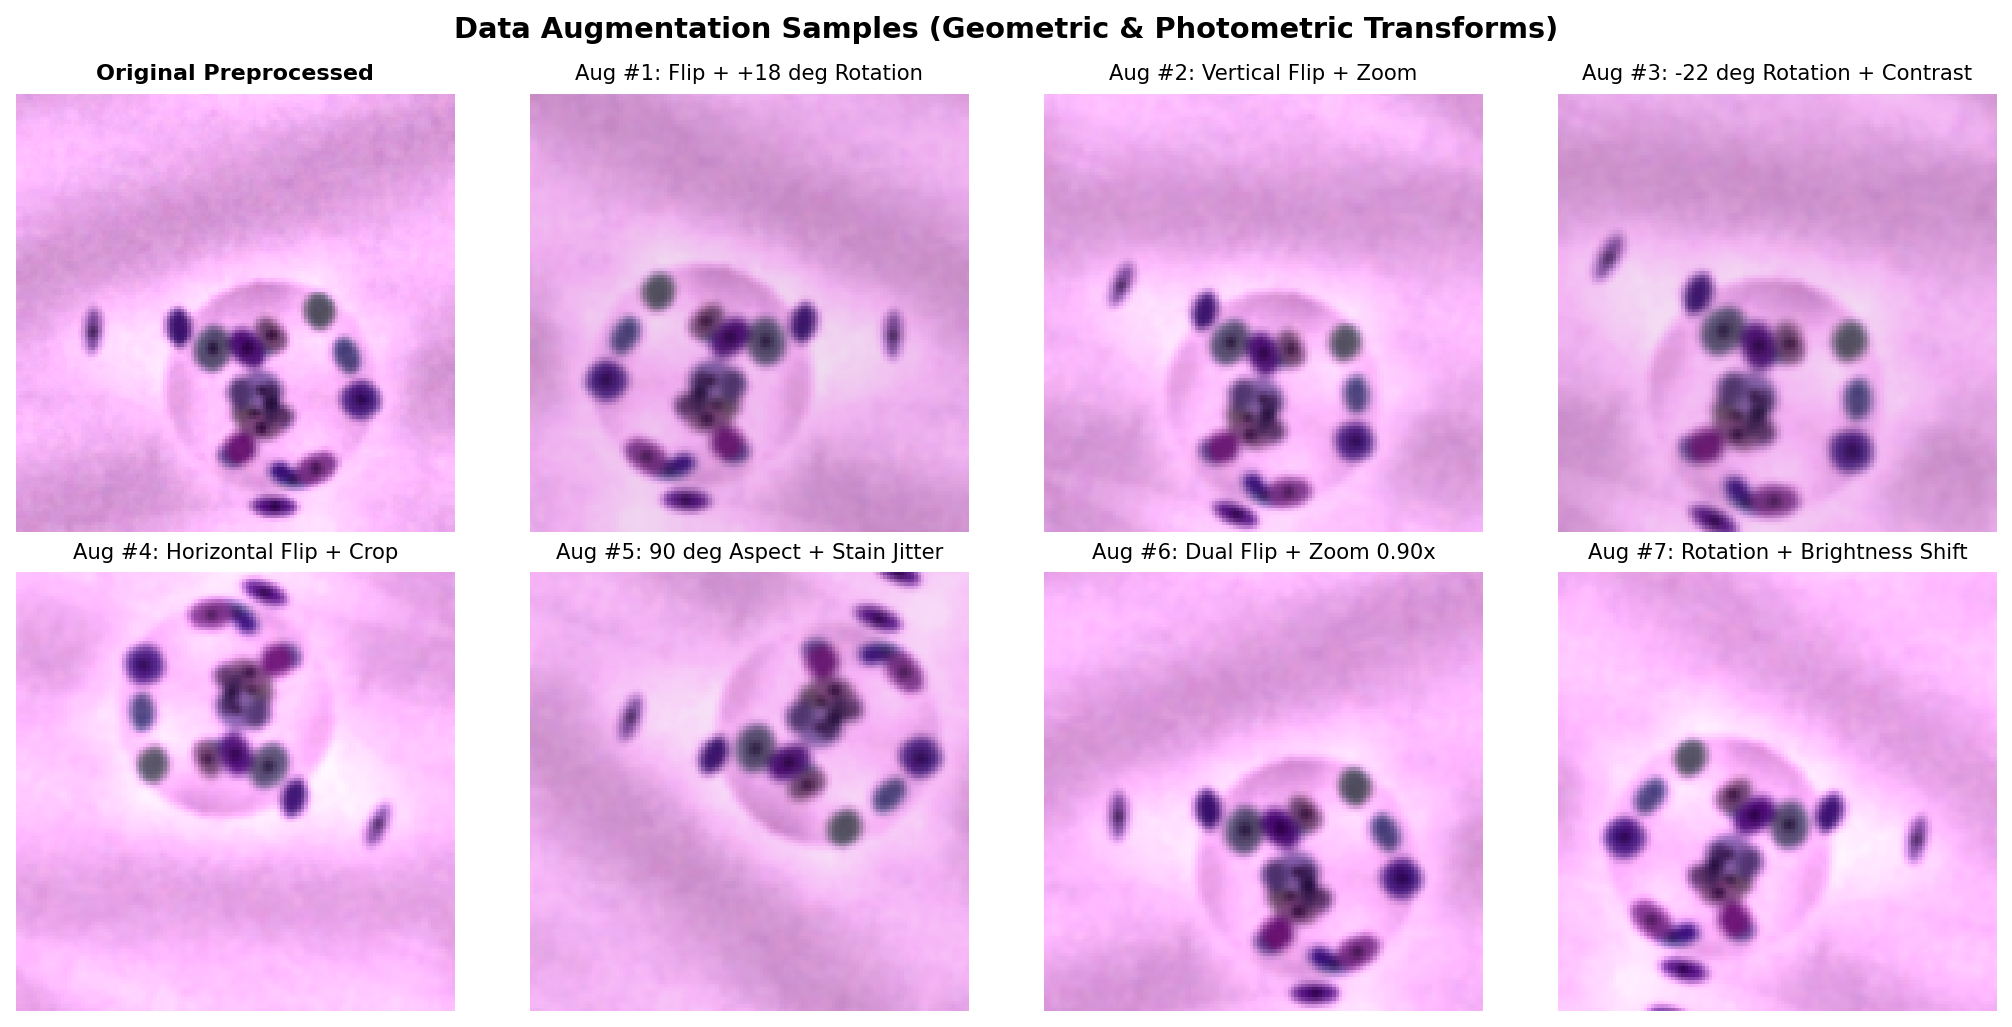 Data Augmentation Samples (Geometric & Photometric Transforms)
Original Preprocessed
Aug #1: Flip + +18 deg Rotation
Aug #2: Vertical Flip + Zoom
Aug #3: -22 deg Rotation + Contrast
Aug #4: Horizontal Flip + Crop
Aug #5: 90 deg Aspect + Stain Jitter
Aug #6: Dual Flip + Zoom 0.90x
Aug #7: Rotation + Brightness Shift